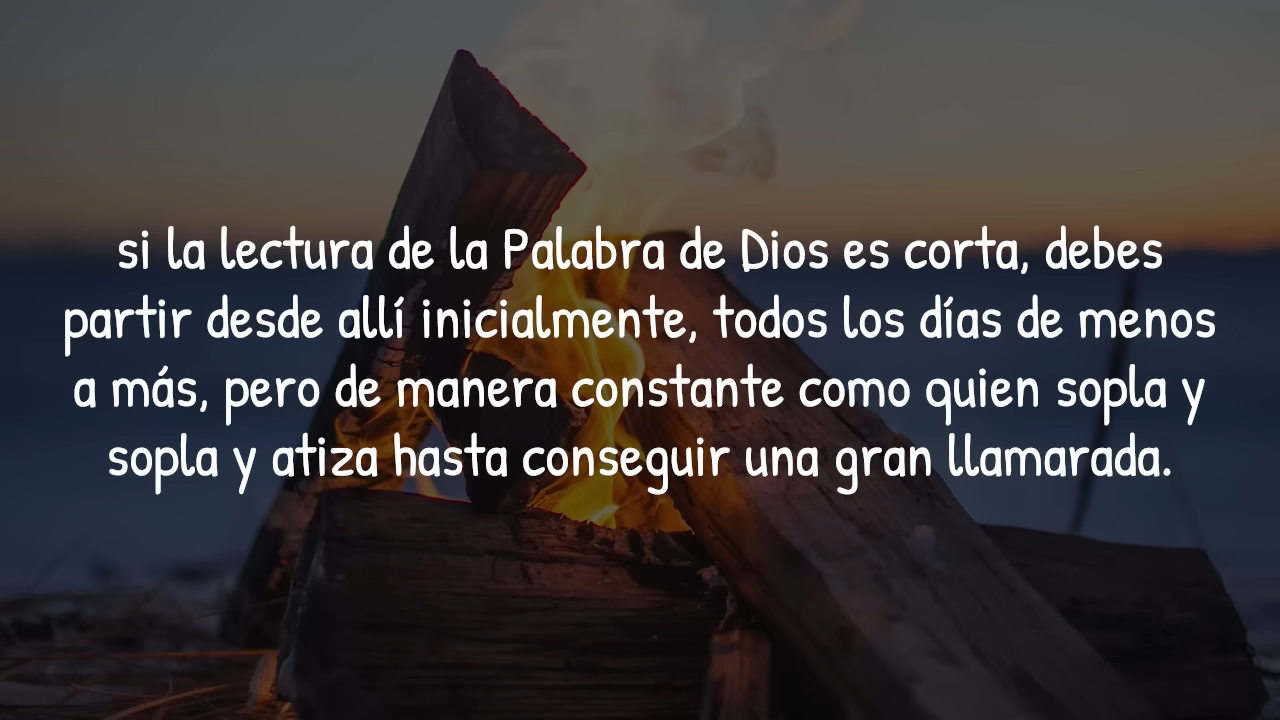 si la lectura de la Palabra de Dios es corta, debes
partir desde allí inicialmente, todos los días de menos
a más, pero de manera constante como quien sopla y
sopla y atiza hasta conseguir una gran llamarada.